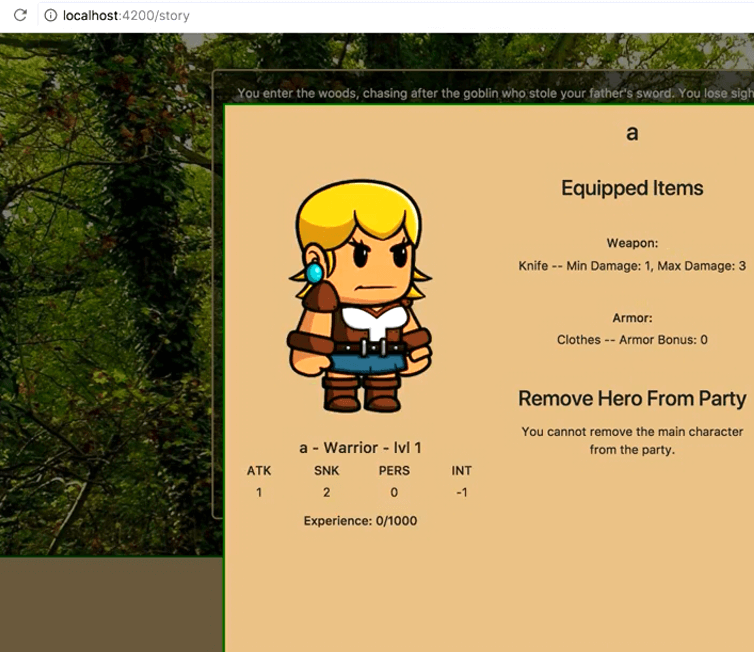 localhost:4200/story
You enter the woods, chasing after the goblin who stole your father's sword. You lose
a
Equipped Items
Weapon:
Knife -- Min Damage: 1, Max Damage: 3
Armor:
Clothes -- Armor Bonus: 0
Remove Hero From Party
You cannot remove the main character
from the party.
a - Warrior - lvl 1
ATK SNK PERS INT
1 2 0 -1
Experience: 0/1000